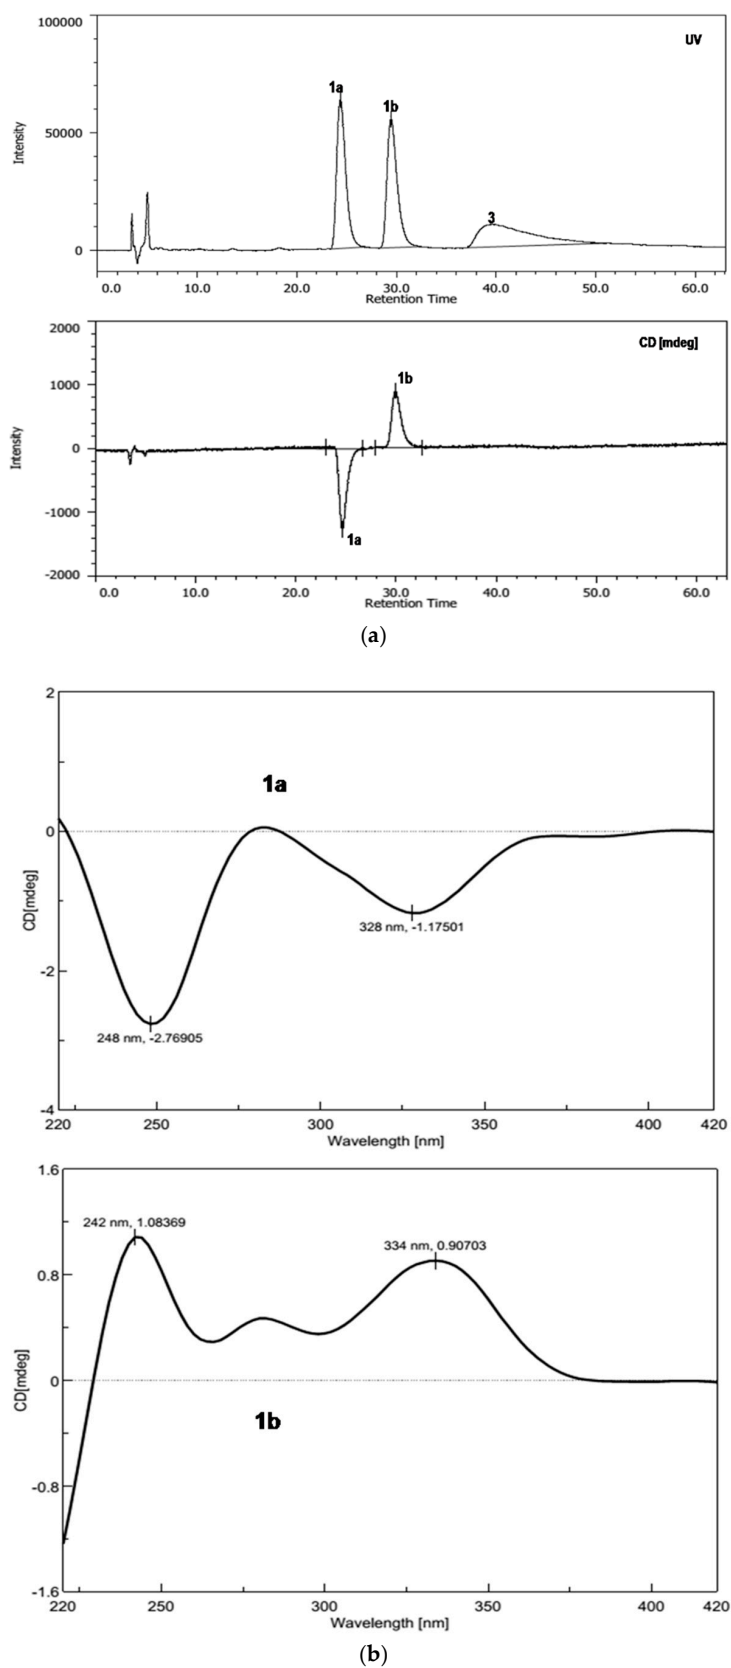 100000
UV
1a
1b
50000
Intensity
3
0
0.0 10.0 20.0 30.0 40.0 50.0 60.0
Retention Time
2000
CD [mdeg]
1b
1000
Intensity
0
-1000
1a
-2000
0.0 10.0 20.0 30.0 40.0 50.0 60.0
Retention Time
(a)
2
1a
0
CD[mdeg]
328 nm, -1.17501
-2
248 nm, -2.76905
-4
220 250 300 350 400 420
Wavelength [nm]
1.6
242 nm, 1.08369
334 nm, 0.90703
0.8
CD[mdeg]
0
1b
-0.8
-1.6
220 250 300 350 400 420
Wavelength [nm]
(b)